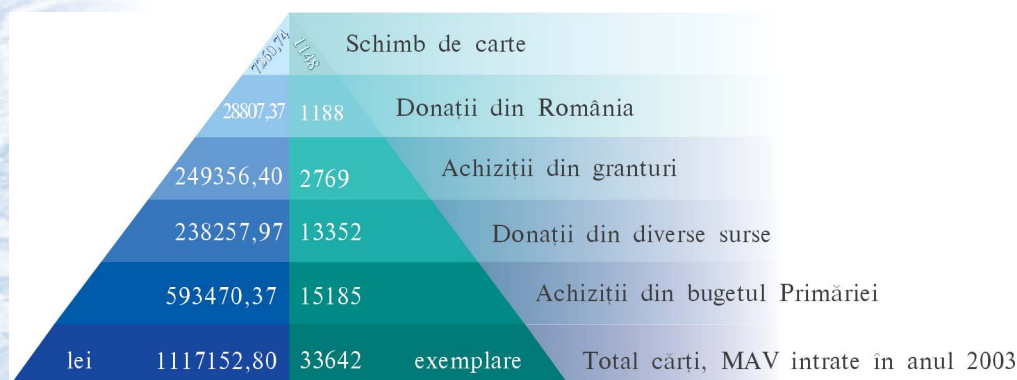 7260,74 1148 Schimb de carte
28807,37 1188 Donații din România
249356,40 2769 Achiziții din granturi
238257,97 13352 Donații din diverse surse
593470,37 15185 Achiziții din bugetul Primăriei
lei 1117152,80 33642 exemplare Total cărți, MAV intrate în anul 2003